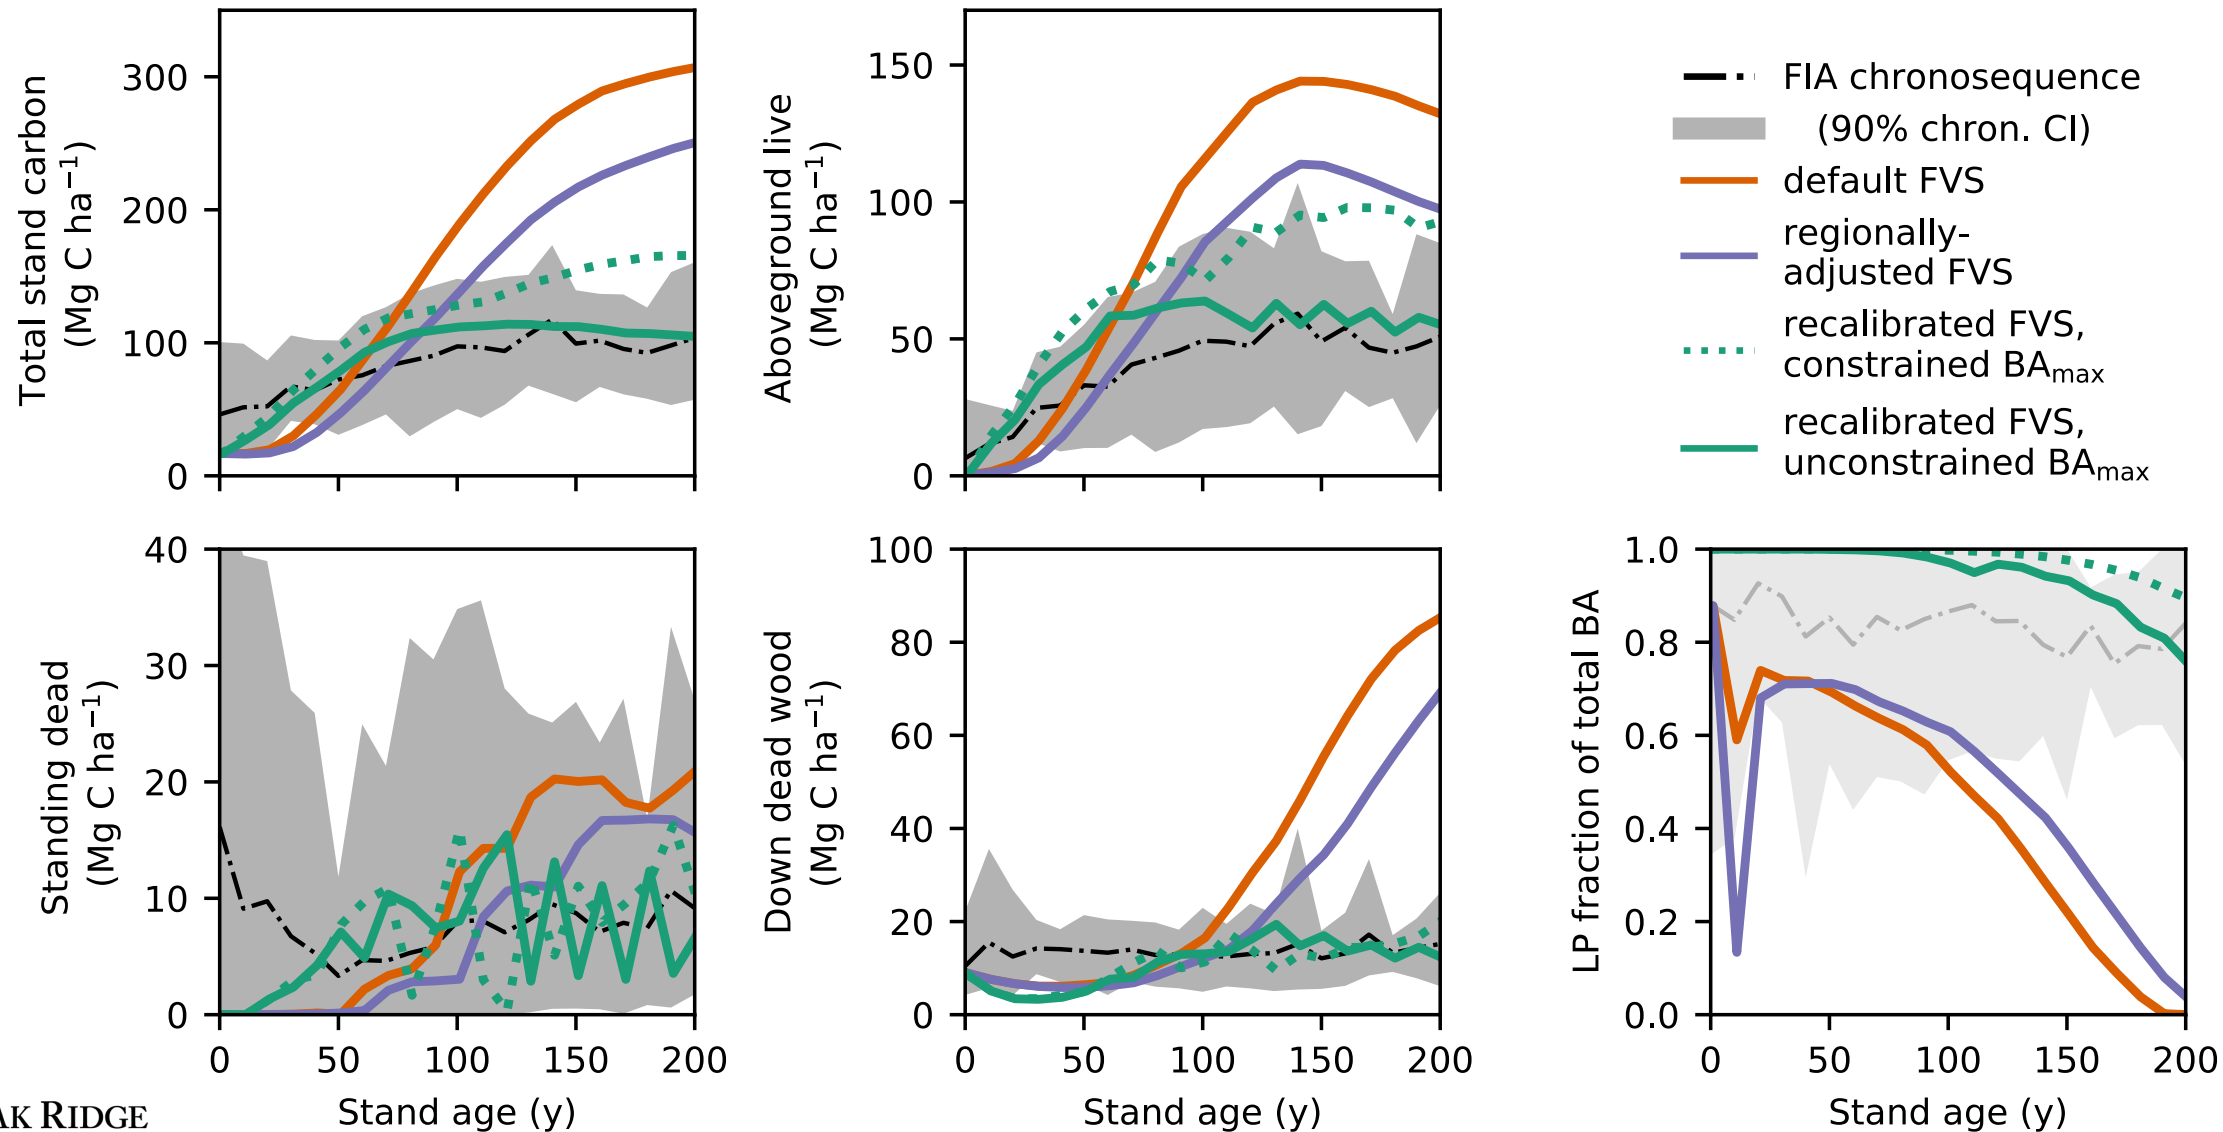 Total stand carbon
(Mg C ha⁻¹)
300
200
100
0
Aboveground live
(Mg C ha⁻¹)
150
100
50
0
FIA chronosequence
(90% chron. CI)
default FVS
regionally-
adjusted FVS
recalibrated FVS,
constrained BAmax
recalibrated FVS,
unconstrained BAmax
Standing dead
(Mg C ha⁻¹)
40
30
20
10
0
0 50 100 150 200
Stand age (y)
Down dead wood
(Mg C ha⁻¹)
100
80
60
40
20
0
0 50 100 150 200
Stand age (y)
LP fraction of total BA
1.0
0.8
0.6
0.4
0.2
0.0
0 50 100 150 200
Stand age (y)
RIDGE